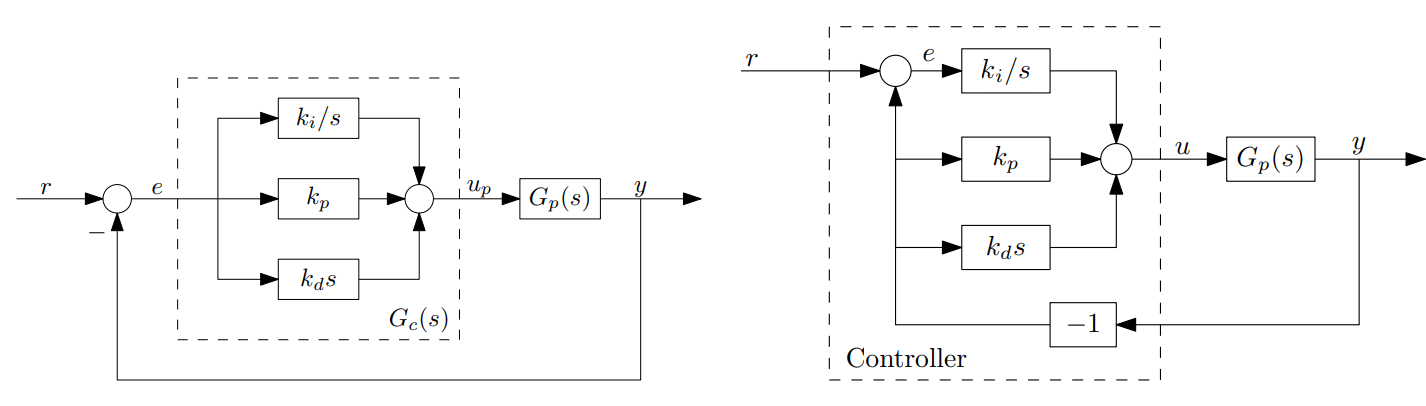 r
e
−
k_i/s
k_p
k_d s
G_c(s)
u_p
G_p(s)
y
r
e
k_i/s
k_p
k_d s
−1
Controller
u
G_p(s)
y